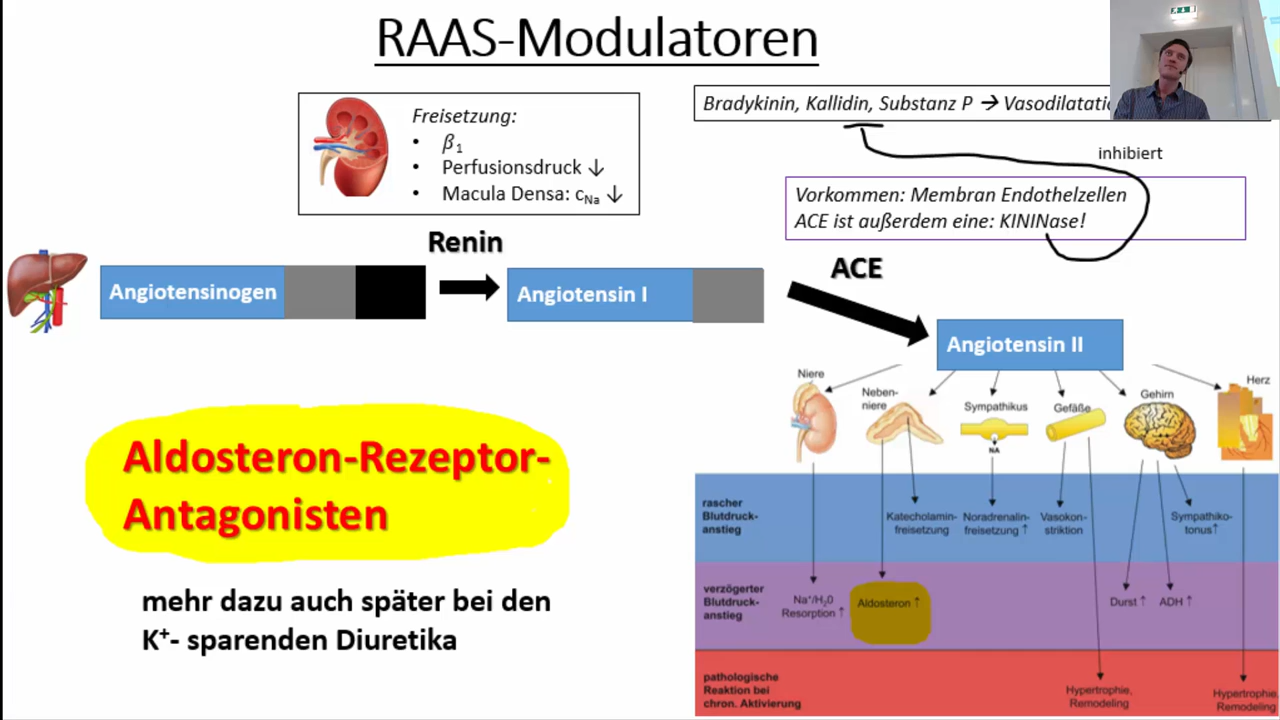 RAAS-Modulatoren
Freisetzung:
• β₁
• Perfusionsdruck ↓
• Macula Densa: c_Na ↓
Bradykinin, Kallidin, Substanz P → Vasodilatati
inhibiert
Vorkommen: Membran Endothelzellen
ACE ist außerdem eine: KININase!
Renin
ACE
Angiotensinogen
Angiotensin I
Angiotensin II
Niere
Neben-
niere
Sympathikus
NA
Gefäße
Gehirn
Herz
Aldosteron-Rezeptor-
Antagonisten
mehr dazu auch später bei den
K⁺- sparenden Diuretika
rascher
Blutdruck-
anstieg
Katecholamin-
freisetzung
Noradrenalin-
freisetzung ↑
Vasokon-
striktion
Sympathiko-
tonus↑
verzögerter
Blutdruck-
anstieg
Na⁺/H₂0
Resorption ↑
Aldosteron ↑
Durst ↑
ADH ↑
pathologische
Reaktion bei
chron. Aktivierung
Hypertrophie,
Remodeling
Hypertrophie,
Remodeling